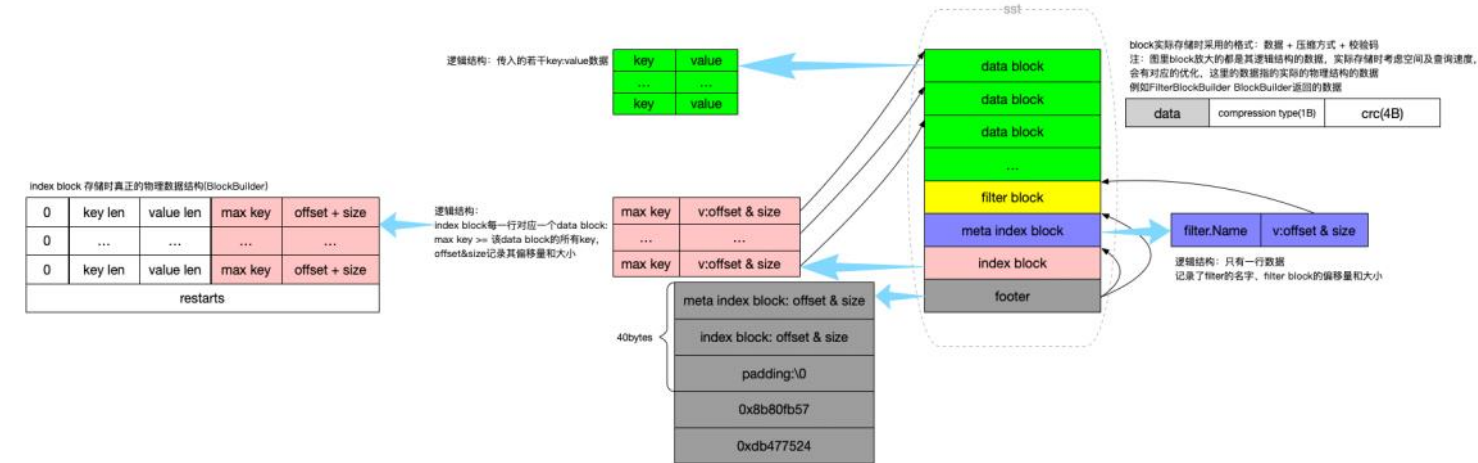 sst
逻辑结构：传入的若干key:value数据
key value
... ...
key value
data block
data block
data block
...
filter block
meta index block
index block
footer
block实际存储时采用的格式：数据 + 压缩方式 + 校验码
注：图里block放大的都是其逻辑结构的数据，实际存储时考虑空间及查询速度，
会有对应的优化，这里的数据指的实际的物理结构的数据
例如FilterBlockBuilder BlockBuilder返回的数据
data compression type(1B) crc(4B)
index block 存储时真正的物理数据结构(BlockBuilder)
0 key len value len max key offset + size
0 ... ... ... ...
0 key len value len max key offset + size
restarts
逻辑结构：
index block每一行对应一个data block:
max key >= 该data block的所有key,
offset&size记录其偏移量和大小
max key v:offset & size
... ...
max key v:offset & size
filter.Name v:offset & size
逻辑结构：只有一行数据
记录了filter的名字、filter block的偏移量和大小
40bytes
meta index block: offset & size
index block: offset & size
padding:\0
0x8b80fb57
0xdb477524